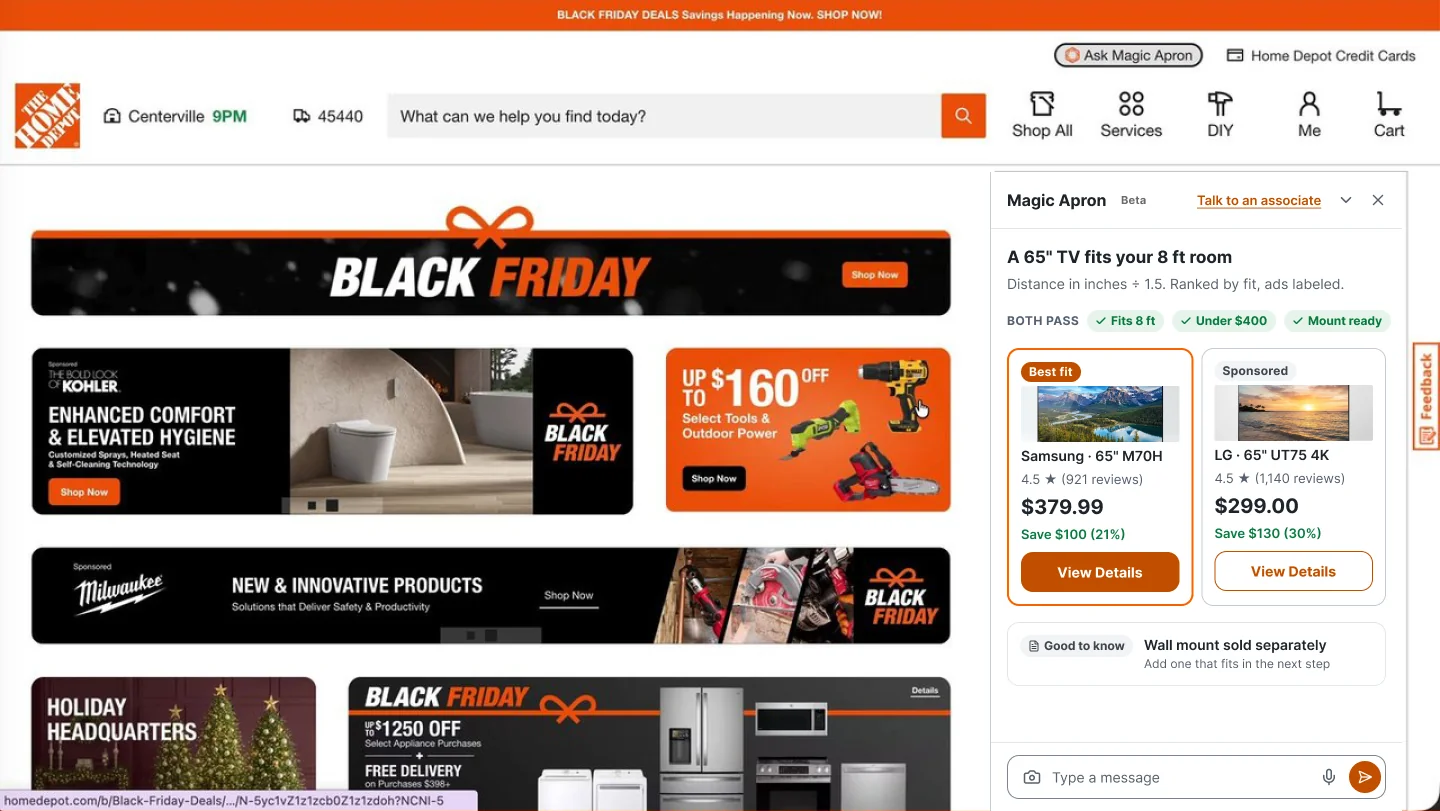 BLACK FRIDAY DEALS Savings Happening Now. SHOP NOW!
Ask Magic Apron
Home Depot Credit Cards
THE HOME DEPOT
Centerville 9PM
45440
What can we help you find today?
Shop All
Services
DIY
Me
Cart
BLACK FRIDAY
Shop Now
Sponsored
THE BOLD LOOK
OF KOHLER
ENHANCED COMFORT
& ELEVATED HYGIENE
Customized Sprays, Heated Seat
& Self-Cleaning Technology
Shop Now
BLACK
FRIDAY
UP TO $160 OFF
Select Tools &
Outdoor Power
Shop Now
Sponsored
Milwaukee
NEW & INNOVATIVE PRODUCTS
Solutions that Deliver Safety & Productivity
Shop Now
BLACK
FRIDAY
HOLIDAY
HEADQUARTERS
BLACK FRIDAY
Details
UP TO $1250 OFF
Select Appliance Purchases
+
FREE DELIVERY
on Purchases $398+
homedepot.com/b/Black-Friday-Deals/.../N-5yc1vZ1z1zcb0Z1z1zdoh?NCNI-5
Magic Apron Beta
Talk to an associate
A 65" TV fits your 8 ft room
Distance in inches ÷ 1.5. Ranked by fit, ads labeled.
BOTH PASS ✓ Fits 8 ft ✓ Under $400 ✓ Mount ready
Best fit
Samsung · 65" M70H
4.5 ★ (921 reviews)
$379.99
Save $100 (21%)
View Details
Sponsored
LG · 65" UT75 4K
4.5 ★ (1,140 reviews)
$299.00
Save $130 (30%)
View Details
Good to know
Wall mount sold separately
Add one that fits in the next step
Type a message
Feedback